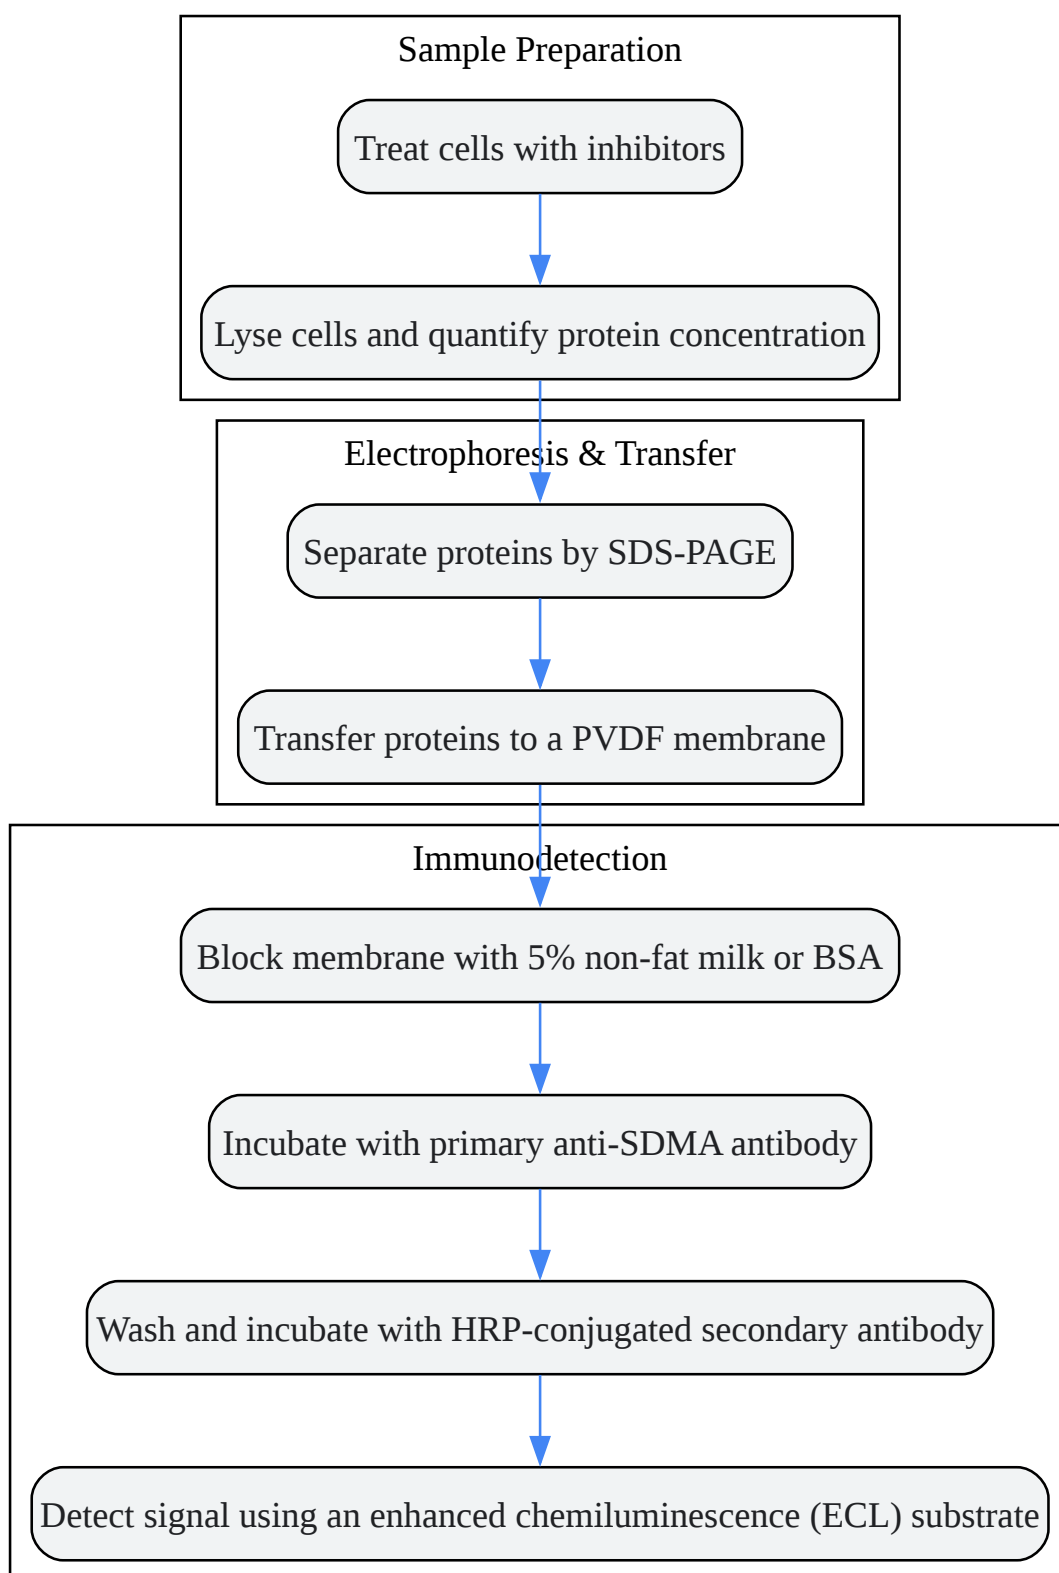 Sample Preparation
Treat cells with inhibitors
Lyse cells and quantify protein concentration
Electrophoresis & Transfer
Separate proteins by SDS-PAGE
Transfer proteins to a PVDF membrane
Immunodetection
Block membrane with 5% non-fat milk or BSA
Incubate with primary anti-SDMA antibody
Wash and incubate with HRP-conjugated secondary antibody
Detect signal using an enhanced chemiluminescence (ECL) substrate